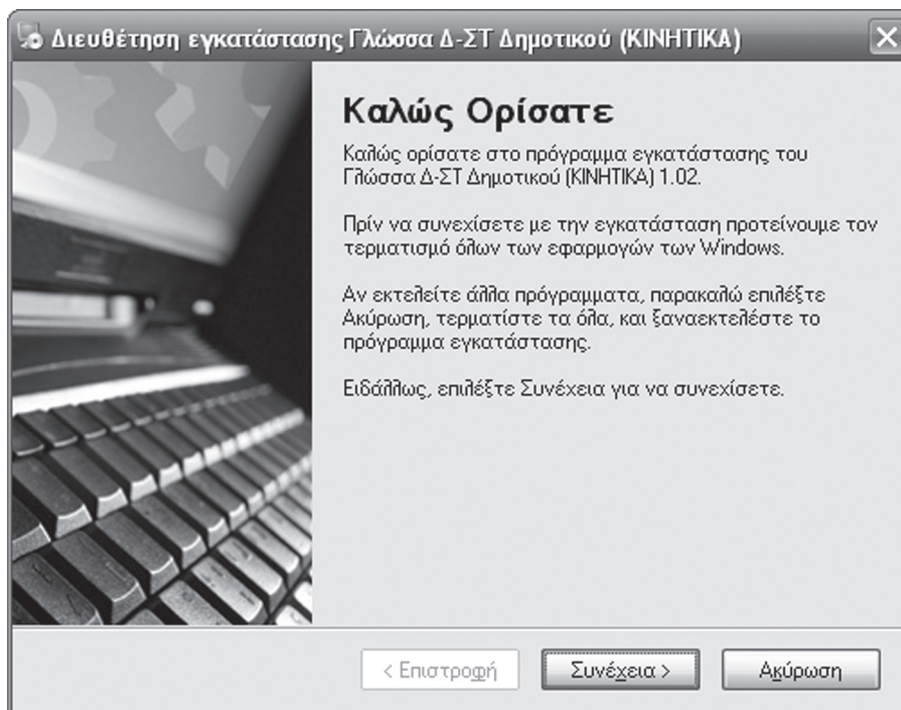 Διευθέτηση εγκατάστασης Γλώσσα Δ-ΣΤ Δημοτικού (ΚΙΝΗΤΙΚΑ)
Καλώς Ορίσατε
Καλώς ορίσατε στο πρόγραμμα εγκατάστασης του
Γλώσσα Δ-ΣΤ Δημοτικού (ΚΙΝΗΤΙΚΑ) 1.02.
Πρίν να συνεχίσετε με την εγκατάσταση προτείνουμε τον
τερματισμό όλων των εφαρμογών των Windows.
Αν εκτελείτε άλλα πρόγραμματα, παρακαλώ επιλέξτε
Ακύρωση, τερματίστε τα όλα, και ξαναεκτελέστε το
πρόγραμμα εγκατάστασης.
Ειδάλλως, επιλέξτε Συνέχεια για να συνεχίσετε.
< Επιστροφή
Συνέχεια >
Ακύρωση